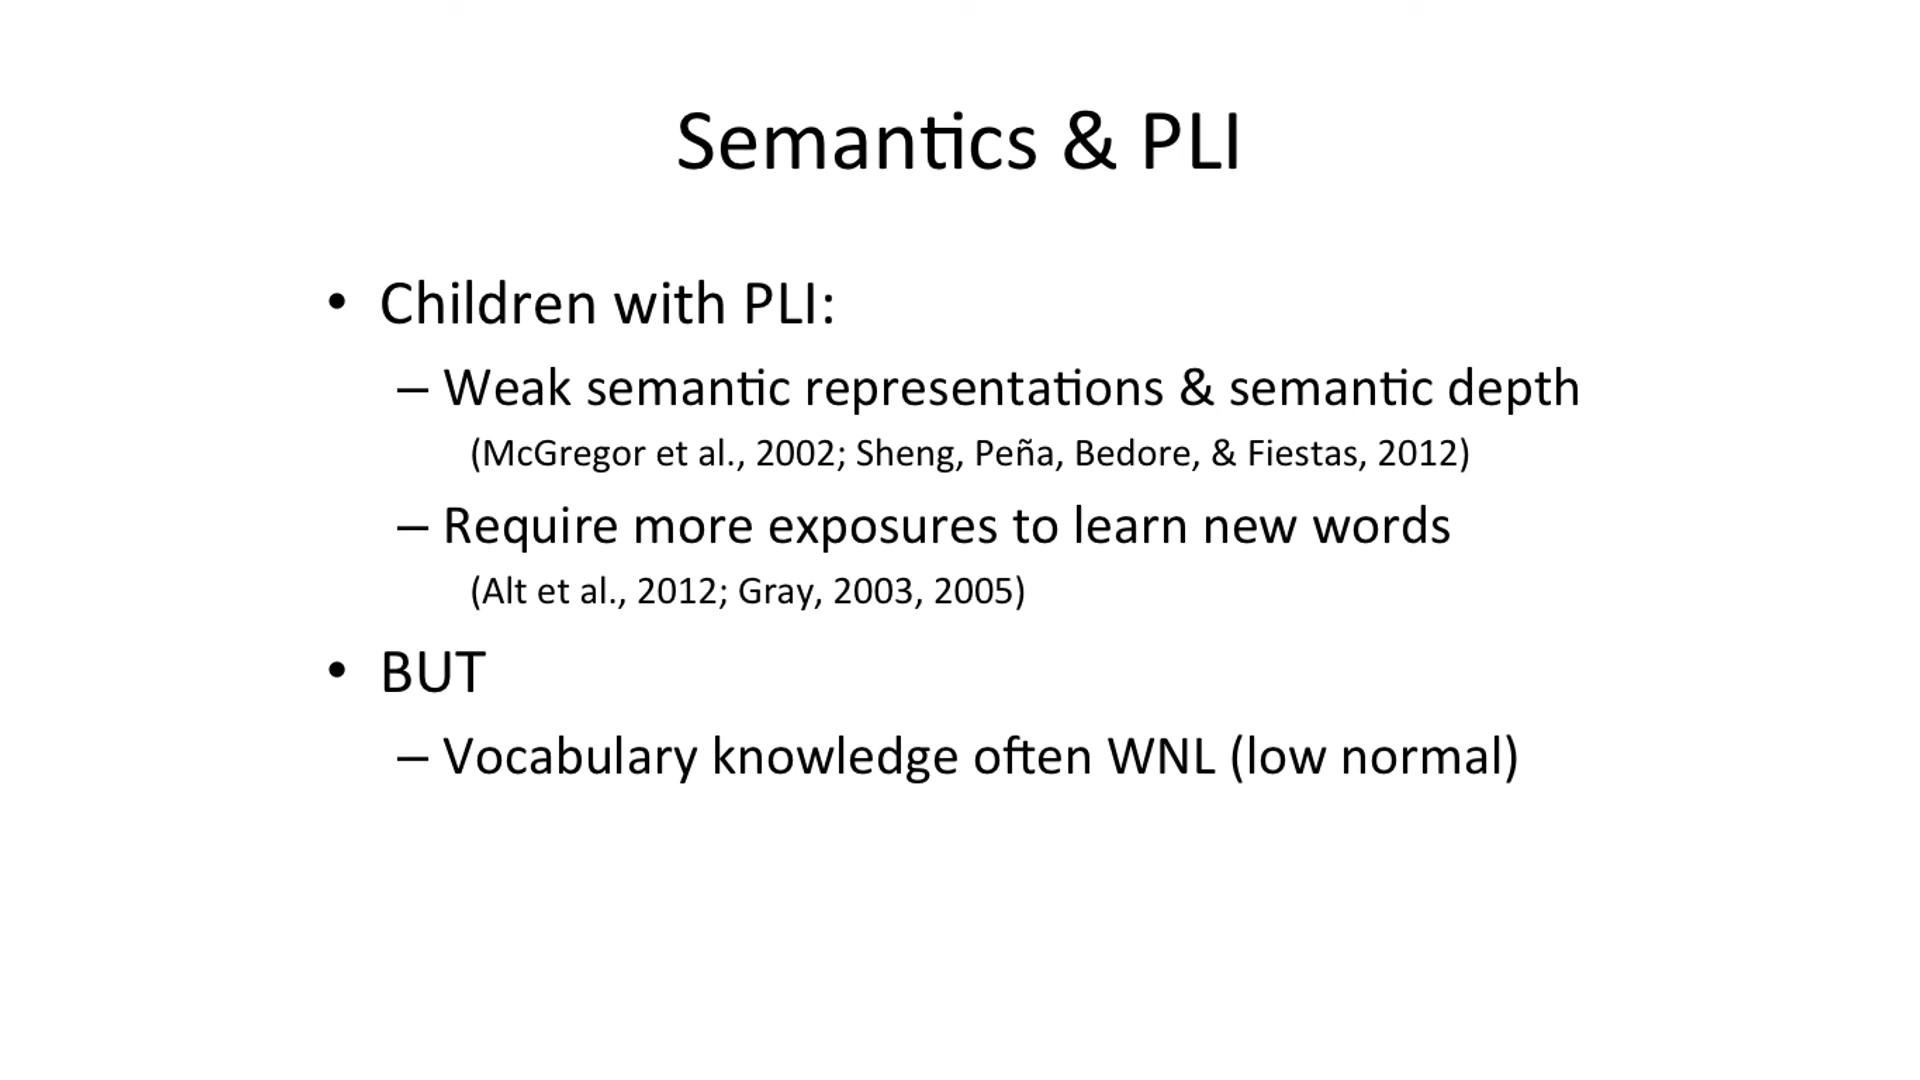 Semantics & PLI
• Children with PLI:
– Weak semantic representations & semantic depth
(McGregor et al., 2002; Sheng, Peña, Bedore, & Fiestas, 2012)
– Require more exposures to learn new words
(Alt et al., 2012; Gray, 2003, 2005)
• BUT
– Vocabulary knowledge often WNL (low normal)